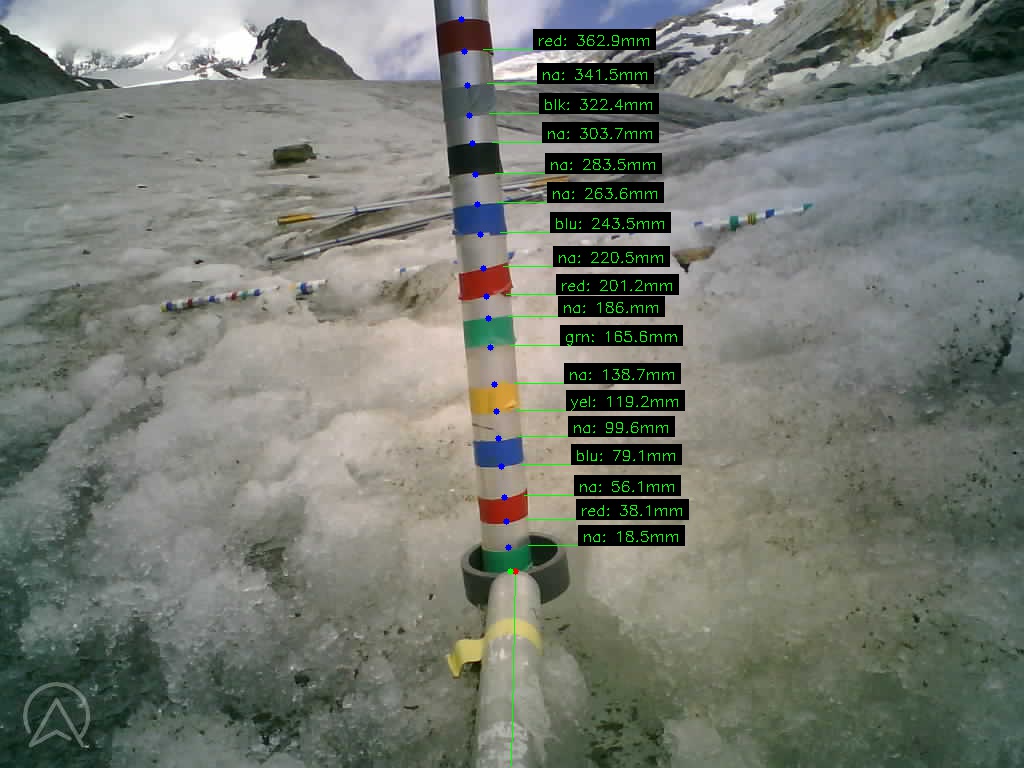 red: 362.9mm
na: 341.5mm
blk: 322.4mm
na: 303.7mm
na: 283.5mm
na: 263.6mm
blu: 243.5mm
na: 220.5mm
red: 201.2mm
na: 186.mm
grn: 165.6mm
na: 138.7mm
yel: 119.2mm
na: 99.6mm
blu: 79.1mm
na: 56.1mm
red: 38.1mm
na: 18.5mm